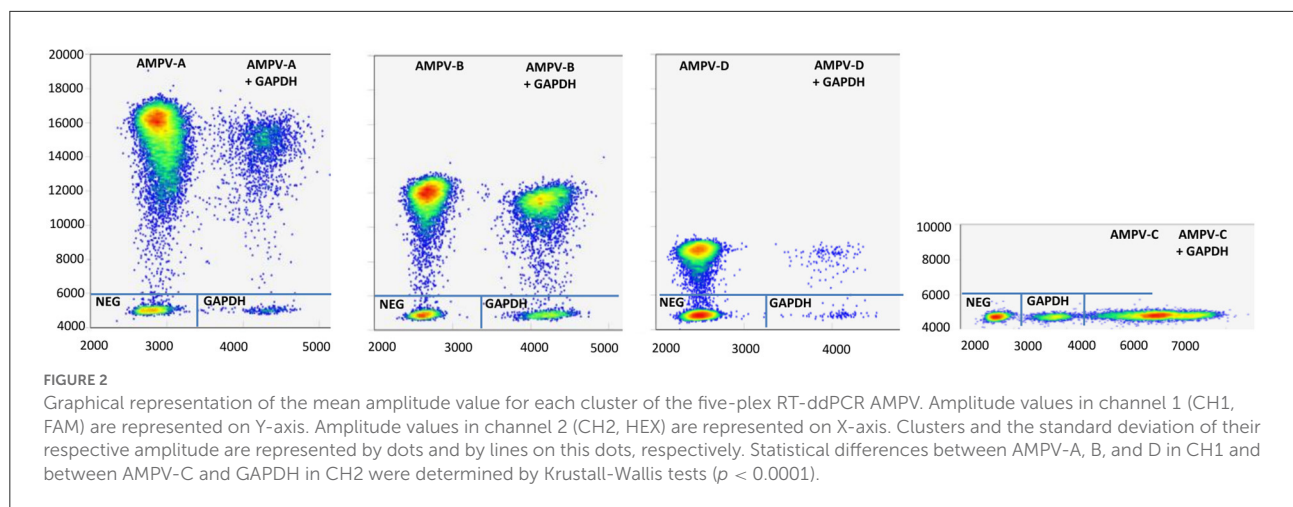 20000
18000
16000
14000
12000
10000
8000
6000
4000
AMPV-A
AMPV-A
+ GAPDH
NEG
GAPDH
2000 3000 4000 5000
AMPV-B
AMPV-B
+ GAPDH
NEG
GAPDH
2000 3000 4000 5000
AMPV-D
AMPV-D
+ GAPDH
NEG
GAPDH
2000 3000 4000
10000
8000
6000
4000
AMPV-C
AMPV-C
+ GAPDH
NEG
GAPDH
2000 3000 4000 6000 7000
FIGURE 2
Graphical representation of the mean amplitude value for each cluster of the five-plex RT-ddPCR AMPV. Amplitude values in channel 1 (CH1,
FAM) are represented on Y-axis. Amplitude values in channel 2 (CH2, HEX) are represented on X-axis. Clusters and the standard deviation of their
respective amplitude are represented by dots and by lines on this dots, respectively. Statistical differences between AMPV-A, B, and D in CH1 and
between AMPV-C and GAPDH in CH2 were determined by Krustall-Wallis tests (p < 0.0001).